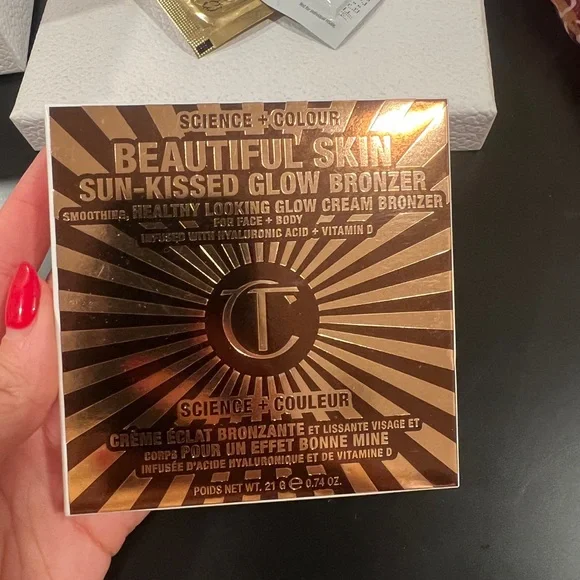 SCIENCE + COLOUR
BEAUTIFUL SKIN
SUN-KISSED GLOW BRONZER
SMOOTHING, HEALTHY LOOKING GLOW CREAM BRONZER
FOR FACE + BODY
INFUSED WITH HYALURONIC ACID + VITAMIN D
CT
SCIENCE + COULEUR
CRÈME ÉCLAT BRONZANTE ET LISSANTE VISAGE ET
CORPS POUR UN EFFET BONNE MINE
INFUSÉE D'ACIDE HYALURONIQUE ET DE VITAMINE D
POIDS NET WT. 21 G ℮ 0.74 OZ.